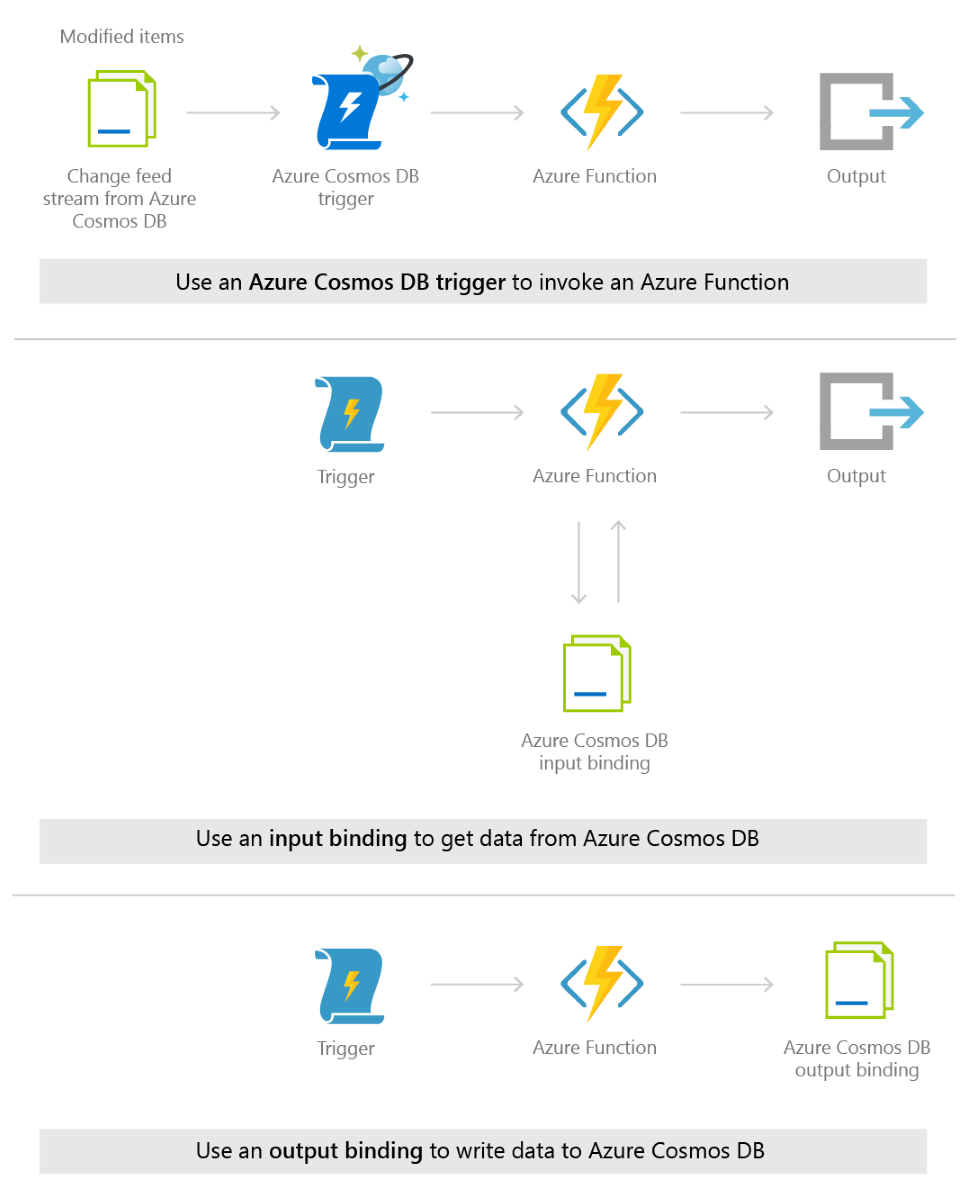 Modified items
Change feed
stream from Azure
Cosmos DB
Azure Cosmos DB
trigger
Azure Function
Output
Use an Azure Cosmos DB trigger to invoke an Azure Function
Trigger
Azure Function
Output
Azure Cosmos DB
input binding
Use an input binding to get data from Azure Cosmos DB
Trigger
Azure Function
Azure Cosmos DB
output binding
Use an output binding to write data to Azure Cosmos DB